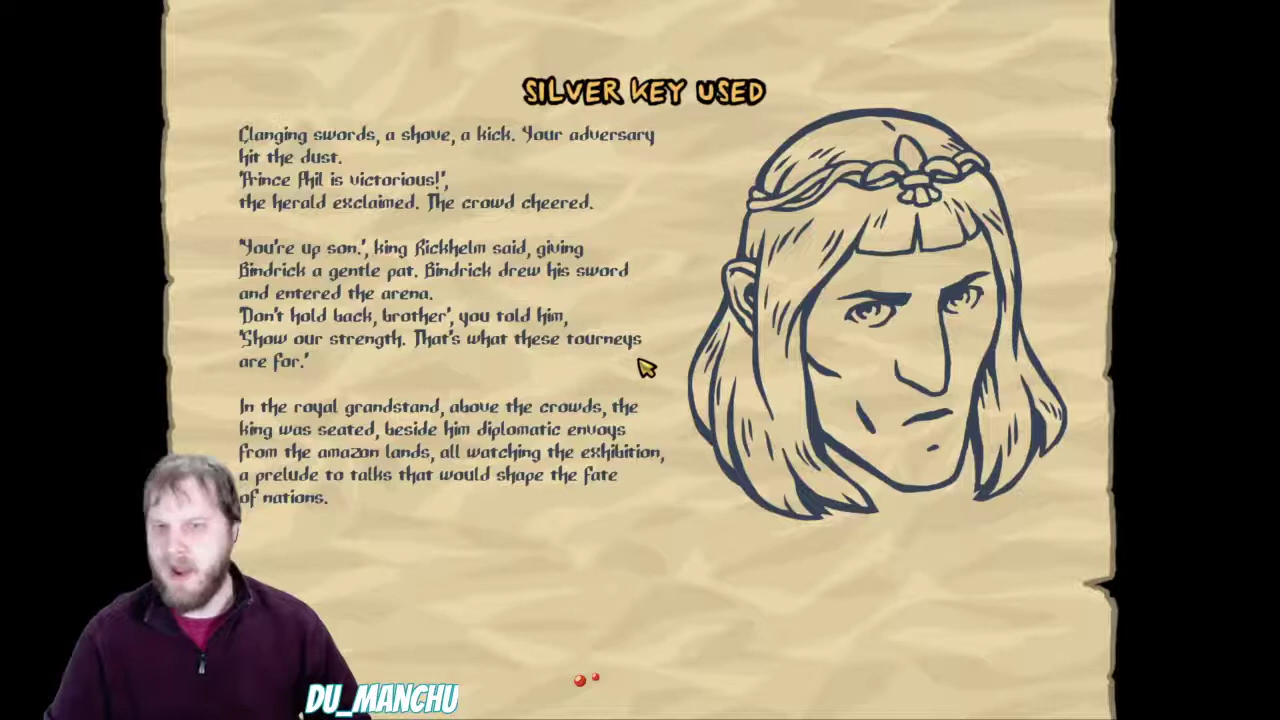 SILVER KEY USED
Clanging swords, a shove, a kick. Your adversary
hit the dust.
'Prince Phil is victorious!',
the herald exclaimed. The crowd cheered.
'You're up son.', king Rickhelm said, giving
Bindrick a gentle pat. Bindrick drew his sword
and entered the arena.
'Don't hold back, brother', you told him,
'Show our strength. That's what these tourneys
are for.'
In the royal grandstand, above the crowds, the
king was seated, beside him diplomatic envoys
from the amazon lands, all watching the exhibition,
a prelude to talks that would shape the fate
of nations.
DU_MANCHU